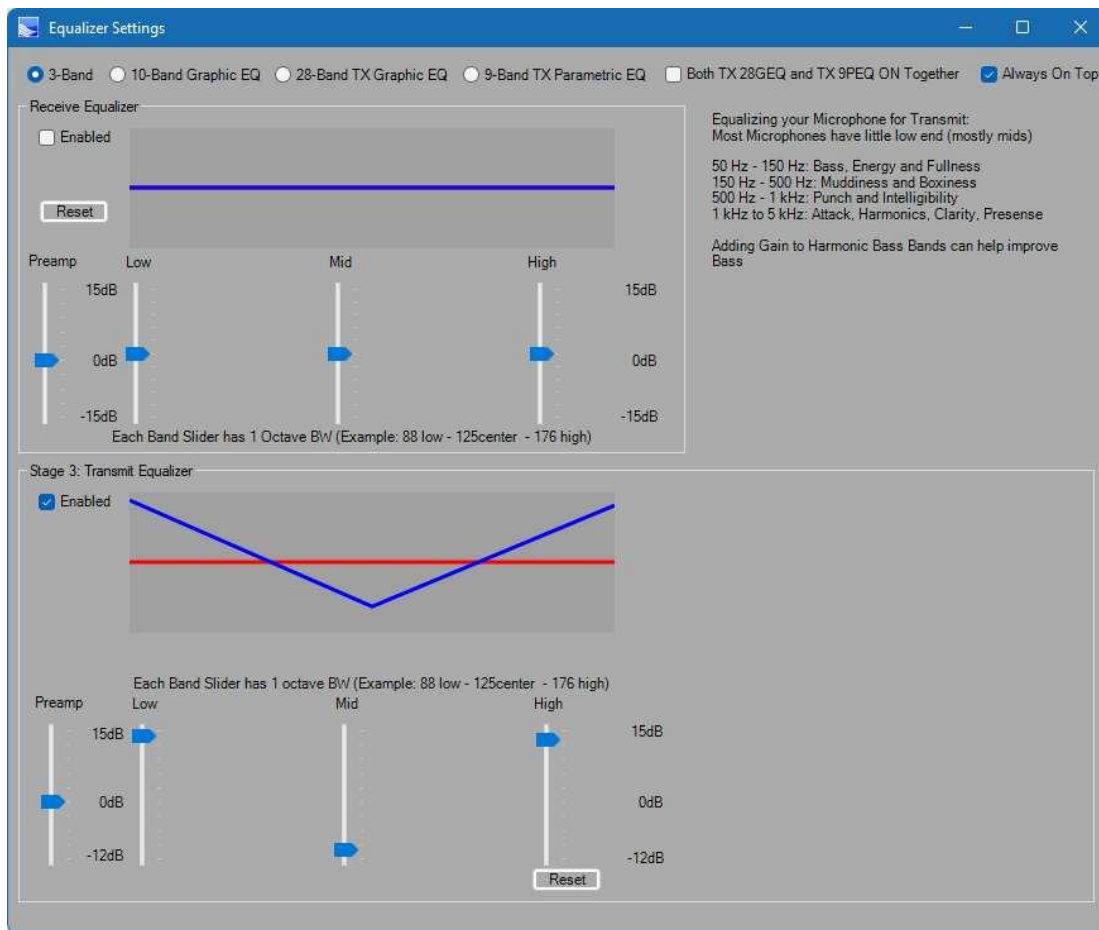 Equalizer Settings
3-Band 10-Band Graphic EQ 28-Band TX Graphic EQ 9-Band TX Parametric EQ Both TX 28GEQ and TX 9PEQ ON Together Always On Top
Receive Equalizer
Enabled
Reset
Preamp Low Mid High
15dB 15dB
0dB 0dB
-15dB -15dB
Each Band Slider has 1 Octave BW (Example: 88 low - 125center - 176 high)
Equalizing your Microphone for Transmit:
Most Microphones have little low end (mostly mids)
50 Hz - 150 Hz: Bass, Energy and Fullness
150 Hz - 500 Hz: Muddiness and Boxiness
500 Hz - 1 kHz: Punch and Intelligibility
1 kHz to 5 kHz: Attack, Harmonics, Clarity, Presense
Adding Gain to Harmonic Bass Bands can help improve
Bass
Stage 3: Transmit Equalizer
Enabled
Each Band Slider has 1 octave BW (Example: 88 low - 125center - 176 high)
Preamp Low Mid High
15dB 15dB
0dB 0dB
-12dB -12dB
Reset